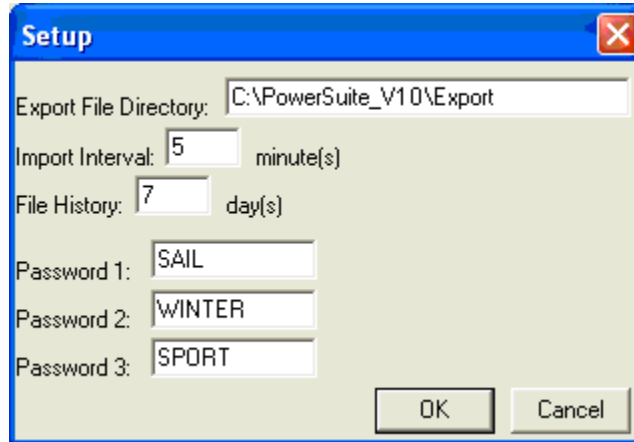 Setup
Export File Directory: C:\PowerSuite_V10\Export
Import Interval: 5 minute(s)
File History: 7 day(s)
Password 1: SAIL
Password 2: WINTER
Password 3: SPORT
OK Cancel